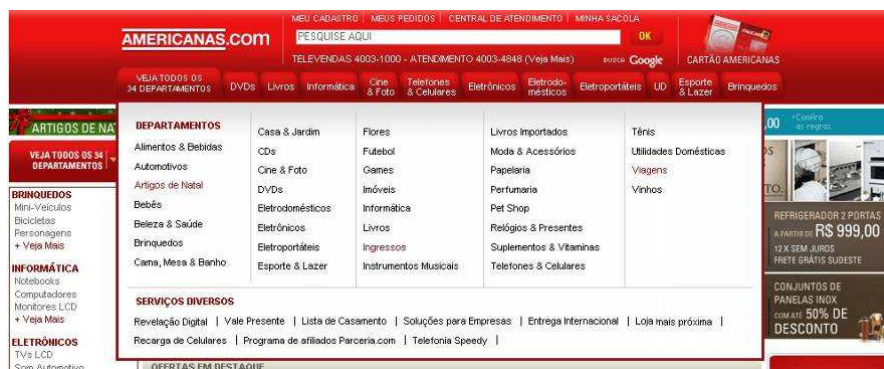 MEU CADASTRO | MEUS PEDIDOS | CENTRAL DE ATENDIMENTO | MINHA SACOLA
AMERICANAS.com
PESQUISE AQUI
OK
TELEVENDAS 4003-1000 - ATENDIMENTO 4003-4848 (Veja Mais)
BUSCA Google
CARTÃO AMERICANAS
VEJA TODOS OS
34 DEPARTAMENTOS
DVDs
Livros
Informática
Cine
& Foto
Telefones
& Celulares
Eletrônicos
Eletrodo-
mésticos
Eletroportáteis
UD
Esporte
& Lazer
Brinquedos
ARTIGOS DE NA
VEJA TODOS OS 34
DEPARTAMENTOS
BRINQUEDOS
Mini-Veículos
Bicicletas
Personagens
+ Veja Mais
INFORMÁTICA
Notebooks
Computadores
Monitores LCD
+ Veja Mais
ELETRÔNICOS
TVs LCD
Som Automotivo
DEPARTAMENTOS
Alimentos & Bebidas
Automotivos
Artigos de Natal
Bebês
Beleza & Saúde
Brinquedos
Cama, Mesa & Banho
Casa & Jardim
CDs
Cine & Foto
DVDs
Eletrodomésticos
Eletrônicos
Eletroportáteis
Esporte & Lazer
Flores
Futebol
Games
Imóveis
Informática
Livros
Ingressos
Instrumentos Musicais
Livros Importados
Moda & Acessórios
Papelaria
Perfumaria
Pet Shop
Relógios & Presentes
Suplementos & Vitaminas
Telefones & Celulares
Tênis
Utilidades Domésticas
Viagens
Vinhos
SERVIÇOS DIVERSOS
Revelação Digital | Vale Presente | Lista de Casamento | Soluções para Empresas | Entrega Internacional | Loja mais próxima |
Recarga de Celulares | Programa de afiliados Parceria.com | Telefonia Speedy |
OFERTAS EM DESTAQUE
,00
+Confira
as regras
OS
TO.
REFRIGERADOR 2 PORTAS
A PARTIR DE R$ 999,00
12 X SEM JUROS
FRETE GRÁTIS SUDESTE
CONJUNTOS DE
PANELAS INOX
COM ATÉ 50% DE
DESCONTO